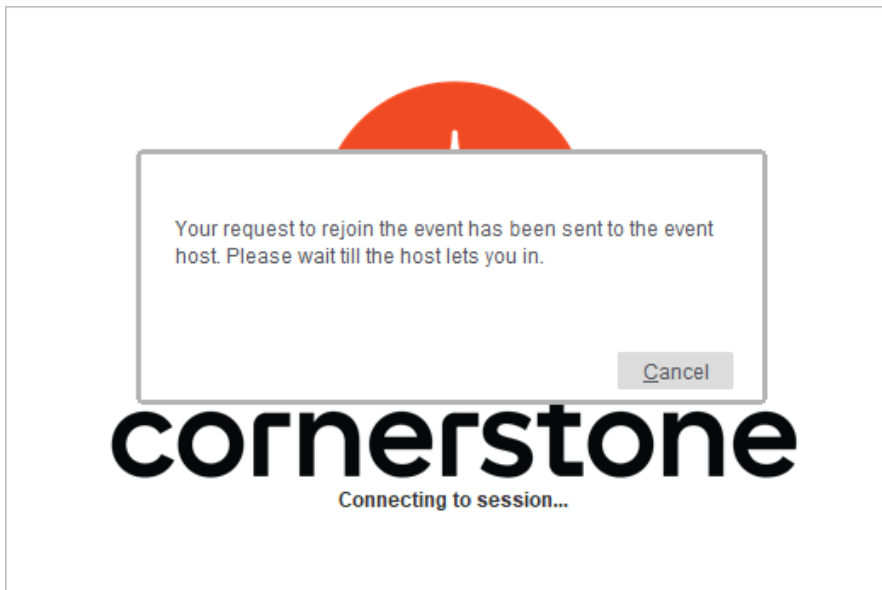 Your request to rejoin the event has been sent to the event
host. Please wait till the host lets you in.
Cancel
cornerstone
Connecting to session...